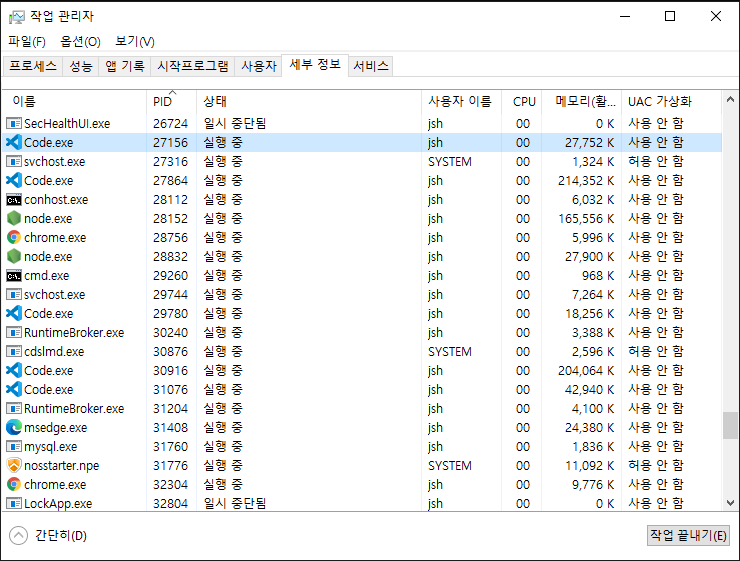 작업 관리자
파일(F) 옵션(O) 보기(V)
프로세스 성능 앱 기록 시작프로그램 사용자 세부 정보 서비스
이름 PID 상태 사용자 이름 CPU 메모리(활... UAC 가상화
SecHealthUI.exe 26724 일시 중단됨 jsh 00 0 K 사용 안 함
Code.exe 27156 실행 중 jsh 00 27,752 K 사용 안 함
svchost.exe 27316 실행 중 SYSTEM 00 1,324 K 허용 안 함
Code.exe 27864 실행 중 jsh 00 214,352 K 사용 안 함
conhost.exe 28112 실행 중 jsh 00 6,032 K 사용 안 함
node.exe 28152 실행 중 jsh 00 165,556 K 사용 안 함
chrome.exe 28756 실행 중 jsh 00 5,996 K 사용 안 함
node.exe 28832 실행 중 jsh 00 27,900 K 사용 안 함
cmd.exe 29260 실행 중 jsh 00 968 K 사용 안 함
svchost.exe 29744 실행 중 jsh 00 7,264 K 사용 안 함
Code.exe 29780 실행 중 jsh 00 18,256 K 사용 안 함
RuntimeBroker.exe 30240 실행 중 jsh 00 3,388 K 사용 안 함
cdslmd.exe 30876 실행 중 SYSTEM 00 2,596 K 허용 안 함
Code.exe 30916 실행 중 jsh 00 204,064 K 사용 안 함
Code.exe 31076 실행 중 jsh 00 42,940 K 사용 안 함
RuntimeBroker.exe 31204 실행 중 jsh 00 4,100 K 사용 안 함
msedge.exe 31408 실행 중 jsh 00 24,380 K 사용 안 함
mysql.exe 31760 실행 중 jsh 00 1,836 K 사용 안 함
nosstarter.npe 31776 실행 중 SYSTEM 00 11,092 K 허용 안 함
chrome.exe 32304 실행 중 jsh 00 9,776 K 사용 안 함
LockApp.exe 32804 일시 중단됨 jsh 00 0 K 사용 안 함
간단히(D) 작업 끝내기(E)